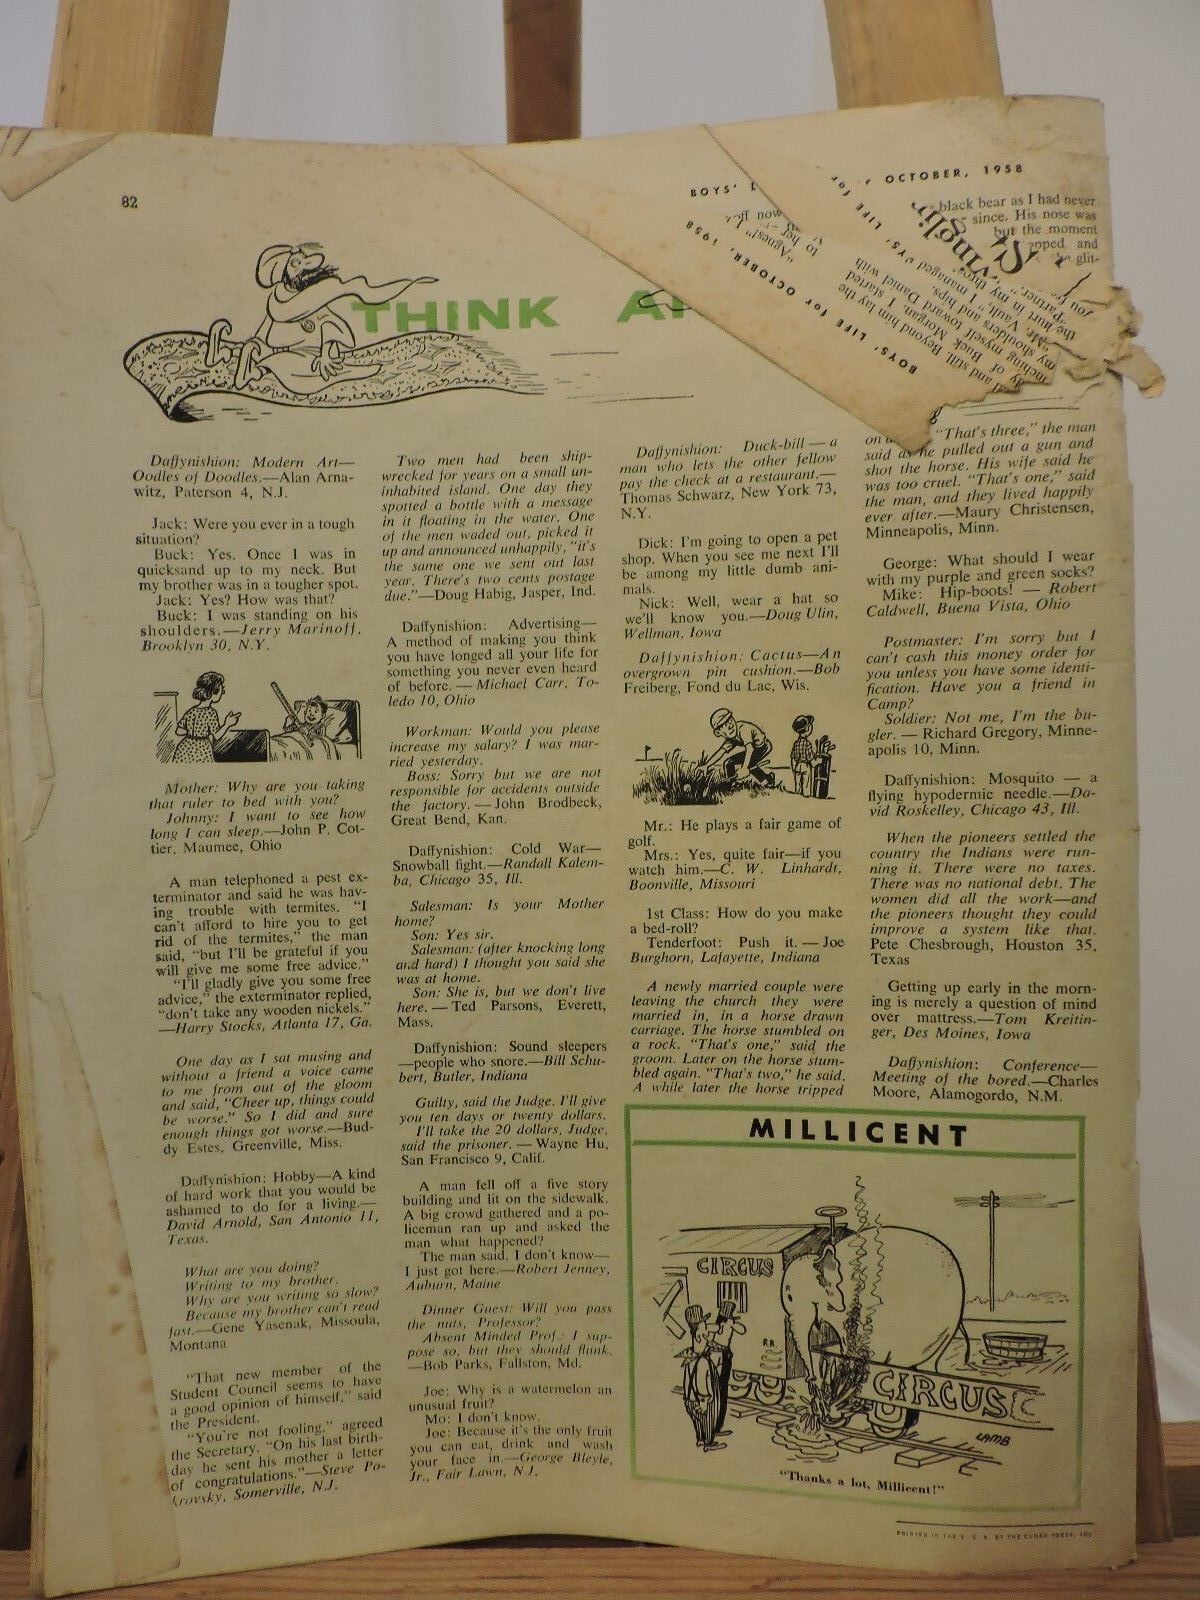 82
BOYS' L
OCTOBER, 1958
BOYS' LIFE for OCTOBER, 1958
YS' LIFE for
black bear as I had never
since. His nose was
but the moment
pped and
he glit-
THINK
Daffynishion: Modern Art—
Oodles of Doodles.—Alan Arna-
witz, Paterson 4, N.J.
Jack: Were you ever in a tough
situation?
Buck: Yes. Once I was in
quicksand up to my neck. But
my brother was in a tougher spot.
Jack: Yes? How was that?
Buck: I was standing on his
shoulders.—Jerry Marinoff,
Brooklyn 30, N.Y.
Mother: Why are you taking
that ruler to bed with you?
Johnny: I want to see how
long I can sleep.—John P. Cot-
tier, Maumee, Ohio
A man telephoned a pest ex-
terminator and said he was hav-
ing trouble with termites. "I
can't afford to hire you to get
rid of the termites," the man
said, "but I'll be grateful if you
will give me some free advice."
"I'll gladly give you some free
advice," the exterminator replied,
"don't take any wooden nickels."
—Harry Stocks, Atlanta 17, Ga.
One day as I sat musing and
without a friend a voice came
to me from out of the gloom
and said, "Cheer up, things could
be worse." So I did and sure
enough things got worse.—Bud-
dy Estes, Greenville, Miss.
Daffynishion: Hobby—A kind
of hard work that you would be
ashamed to do for a living.—
David Arnold, San Antonio 11,
Texas.
What are you doing?
Writing to my brother.
Why are you writing so slow?
Because my brother can't read
fast.—Gene Yasenak, Missoula,
Montana
"That new member of the
Student Council seems to have
a good opinion of himself," said
the President.
"You're not fooling," agreed
the Secretary. "On his last birth-
day he sent his mother a letter
of congratulations."—Steve Po-
krovsky, Somerville, N.J.
Two men had been ship-
wrecked for years on a small un-
inhabited island. One day they
spotted a bottle with a message
in it floating in the water. One
of the men waded out, picked it
up and announced unhappily, "it's
the same one we sent out last
year. There's two cents postage
due."—Doug Habig, Jasper, Ind.
Daffynishion: Advertising—
A method of making you think
you have longed all your life for
something you never even heard
of before. — Michael Carr, To-
ledo 10, Ohio
Workman: Would you please
increase my salary? I was mar-
ried yesterday.
Boss: Sorry but we are not
responsible for accidents outside
the factory. — John Brodbeck,
Great Bend, Kan.
Daffynishion: Cold War—
Snowball fight.—Randall Kalem-
ba, Chicago 35, Ill.
Salesman: Is your Mother
home?
Son: Yes sir.
Salesman: (after knocking long
and hard) I thought you said she
was at home.
Son: She is, but we don't live
here. — Ted Parsons, Everett,
Mass.
Daffynishion: Sound sleepers
—people who snore.—Bill Schu-
bert, Butler, Indiana
Guilty, said the Judge. I'll give
you ten days or twenty dollars.
I'll take the 20 dollars, Judge,
said the prisoner. — Wayne Hu,
San Francisco 9, Calif.
A man fell off a five story
building and lit on the sidewalk.
A big crowd gathered and a po-
liceman ran up and asked the
man what happened?
The man said, I don't know—
I just got here.—Robert Jenney,
Auburn, Maine
Dinner Guest: Will you pass
the nuts, Professor?
Absent Minded Prof.: I sup-
pose so, but they should flunk.
—Bob Parks, Fullston, Md.
Joe: Why is a watermelon an
unusual fruit?
Mo: I don't know.
Joe: Because it's the only fruit
you can eat, drink and wash
your face in.—George Bleyle,
Jr., Fair Lawn, N.J.
Daffynishion: Duck-bill — a
man who lets the other fellow
pay the check at a restaurant.—
Thomas Schwarz, New York 73,
N.Y.
Dick: I'm going to open a pet
shop. When you see me next I'll
be among my little dumb ani-
mals.
Nick: Well, wear a hat so
we'll know you.—Doug Ulin,
Wellman, Iowa
Daffynishion: Cactus—An
overgrown pin cushion.—Bob
Freiberg, Fond du Lac, Wis.
Mr.: He plays a fair game of
golf.
Mrs.: Yes, quite fair—if you
watch him.—C. W. Linhardt,
Boonville, Missouri
1st Class: How do you make
a bed-roll?
Tenderfoot: Push it. — Joe
Burghorn, Lafayette, Indiana
A newly married couple were
leaving the church they were
married in, in a horse drawn
carriage. The horse stumbled on
a rock. "That's one," said the
groom. Later on the horse stum-
bled again. "That's two," he said.
A while later the horse tripped
on a "That's three," the man
said as he pulled out a gun and
shot the horse. His wife said he
was too cruel. "That's one," said
the man, and they lived happily
ever after.—Maury Christensen,
Minneapolis, Minn.
George: What should I wear
with my purple and green socks?
Mike: Hip-boots! — Robert
Caldwell, Buena Vista, Ohio
Postmaster: I'm sorry but I
can't cash this money order for
you unless you have some identi-
fication. Have you a friend in
Camp?
Soldier: Not me, I'm the bu-
gler. — Richard Gregory, Minne-
apolis 10, Minn.
Daffynishion: Mosquito — a
flying hypodermic needle.—Da-
vid Roskelley, Chicago 43, Ill.
When the pioneers settled the
country the Indians were run-
ning it. There were no taxes.
There was no national debt. The
women did all the work—and
the pioneers thought they could
improve a system like that.
Pete Chesbrough, Houston 35,
Texas
Getting up early in the morn-
ing is merely a question of mind
over mattress.—Tom Kreitin-
ger, Des Moines, Iowa
Daffynishion: Conference—
Meeting of the bored.—Charles
Moore, Alamogordo, N.M.
MILLICENT
CIRCUS
R.R.
CIRCUS
LAMB
"Thanks a lot, Millicent!"
PRINTED IN THE U. S. A. BY THE CUNEO PRESS, INC.